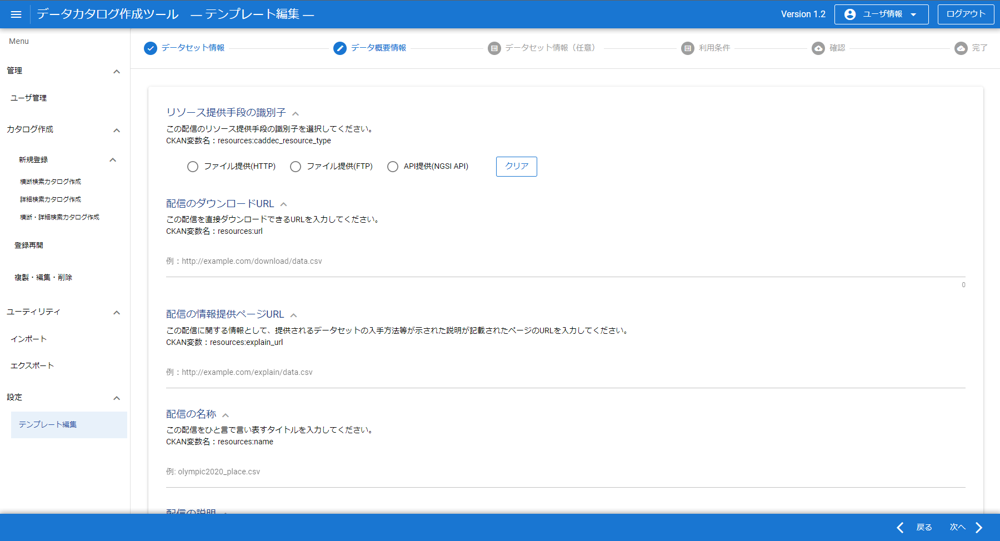 データカタログ作成ツール　― テンプレート編集 ―
Version 1.2
ユーザ情報
ログアウト
Menu
管理
ユーザ管理
カタログ作成
新規登録
横断検索カタログ作成
詳細検索カタログ作成
横断・詳細検索カタログ作成
登録再開
複製・編集・削除
ユーティリティ
インポート
エクスポート
設定
テンプレート編集
データセット情報
データ概要情報
データセット情報（任意）
利用条件
確認
完了
リソース提供手段の識別子
この配信のリソース提供手段の識別子を選択してください。
CKAN変数名：resources:caddec_resource_type
ファイル提供(HTTP)
ファイル提供(FTP)
API提供(NGSI API)
クリア
配信のダウンロードURL
この配信を直接ダウンロードできるURLを入力してください。
CKAN変数名：resources:url
例：http://example.com/download/data.csv
0
配信の情報提供ページURL
この配信に関する情報として、提供されるデータセットの入手方法等が示された説明が記載されたページのURLを入力してください。
CKAN変数：resources:explain_url
例：http://example.com/explain/data.csv
配信の名称
この配信をひと言で言い表すタイトルを入力してください。
CKAN変数名：resources:name
例: olympic2020_place.csv
配信の説明
戻る
次へ